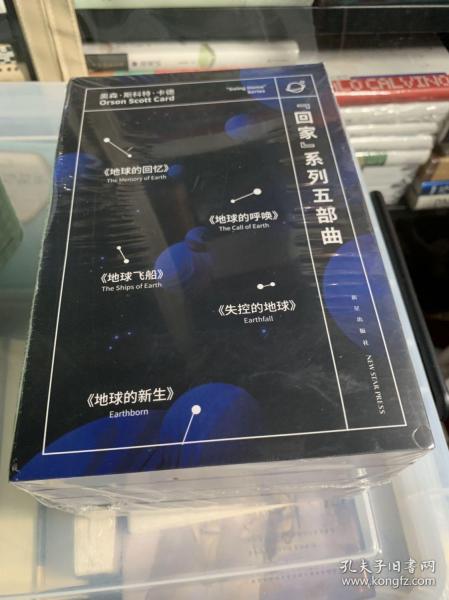 奥森·斯科特·卡德
Orson Scott Card
"Going Home"
Series
『回家』系列五部曲
《地球的回忆》
The Memory of Earth
《地球的呼唤》
The Call of Earth
《地球飞船》
The Ships of Earth
《失控的地球》
Earthfall
《地球的新生》
Earthborn
新星出版社 NEW STAR PRESS
LO CALVINO
孔夫子旧书网
www.kongfz.com